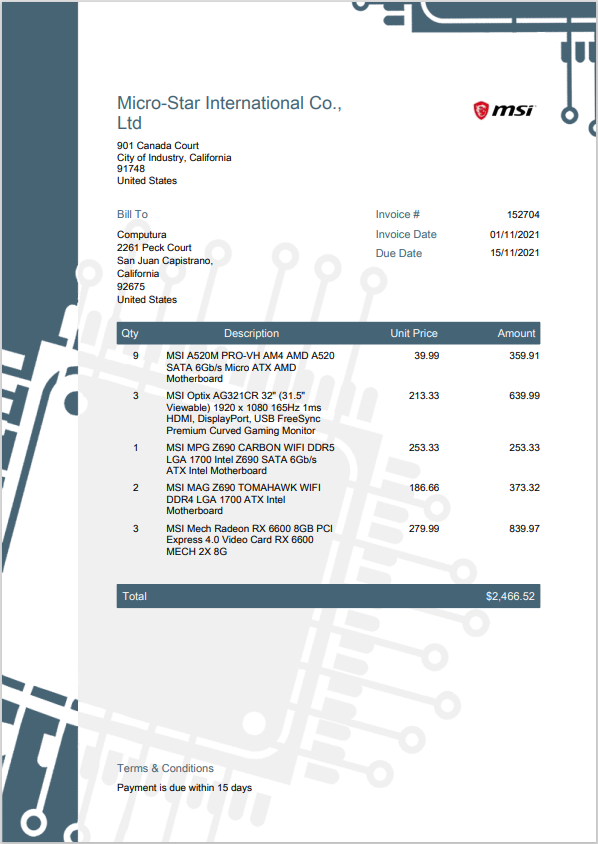 Micro-Star International Co.,
Ltd
msi
901 Canada Court
City of Industry, California
91748
United States
Bill To
Computura
2261 Peck Court
San Juan Capistrano,
California
92675
United States
Invoice # 152704
Invoice Date 01/11/2021
Due Date 15/11/2021
Qty Description Unit Price Amount
9 MSI A520M PRO-VH AM4 AMD A520 39.99 359.91
SATA 6Gb/s Micro ATX AMD
Motherboard
3 MSI Optix AG321CR 32" (31.5" 213.33 639.99
Viewable) 1920 x 1080 165Hz 1ms
HDMI, DisplayPort, USB FreeSync
Premium Curved Gaming Monitor
1 MSI MPG Z690 CARBON WIFI DDR5 253.33 253.33
LGA 1700 Intel Z690 SATA 6Gb/s
ATX Intel Motherboard
2 MSI MAG Z690 TOMAHAWK WIFI 186.66 373.32
DDR4 LGA 1700 ATX Intel
Motherboard
3 MSI Mech Radeon RX 6600 8GB PCI 279.99 839.97
Express 4.0 Video Card RX 6600
MECH 2X 8G
Total $2,466.52
Terms & Conditions
Payment is due within 15 days